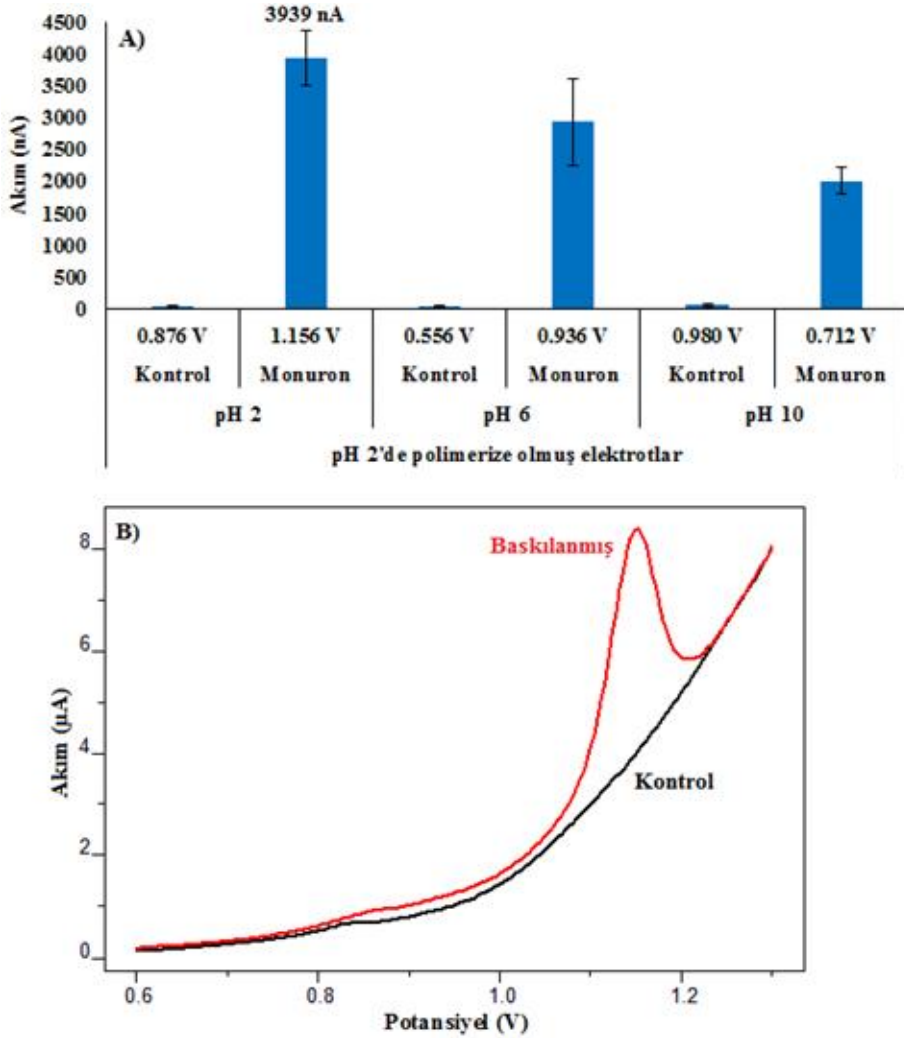 3939 nA
A)
4500
4000
3500
3000
2500
2000
1500
1000
500
0
Akım (nA)
0.876 V 1.156 V 0.556 V 0.936 V 0.980 V 0.712 V
Kontrol Monuron Kontrol Monuron Kontrol Monuron
pH 2 pH 6 pH 10
pH 2'de polimerize olmuş elektrotlar
B)
Baskılanmış
Kontrol
8
6
4
2
0
Akım (µA)
0.6 0.8 1.0 1.2
Potansiyel (V)